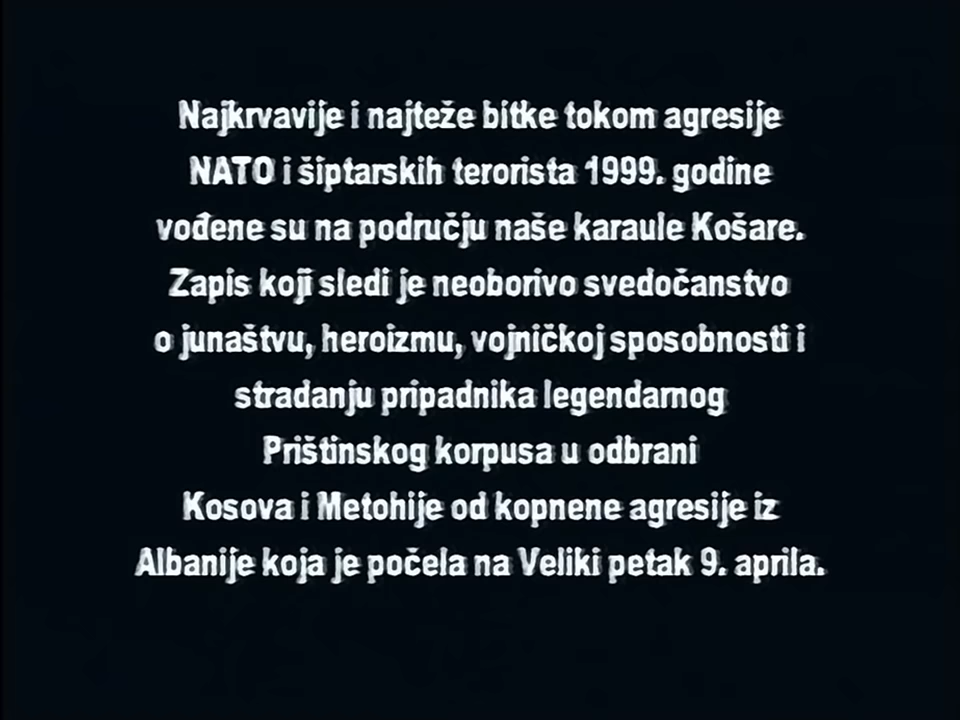 Najkrvavije i najteže bitke tokom agresije
NATO i šiptarskih terorista 1999. godine
vođene su na području naše karaule Košare.
Zapis koji sledi je neoborivo svedočanstvo
o junaštvu, heroizmu, vojničkoj sposobnosti i
stradanju pripadnika legendarnog
Prištinskog korpusa u odbrani
Kosova i Metohije od kopnene agresije iz
Albanije koja je počela na Veliki petak 9. aprila.